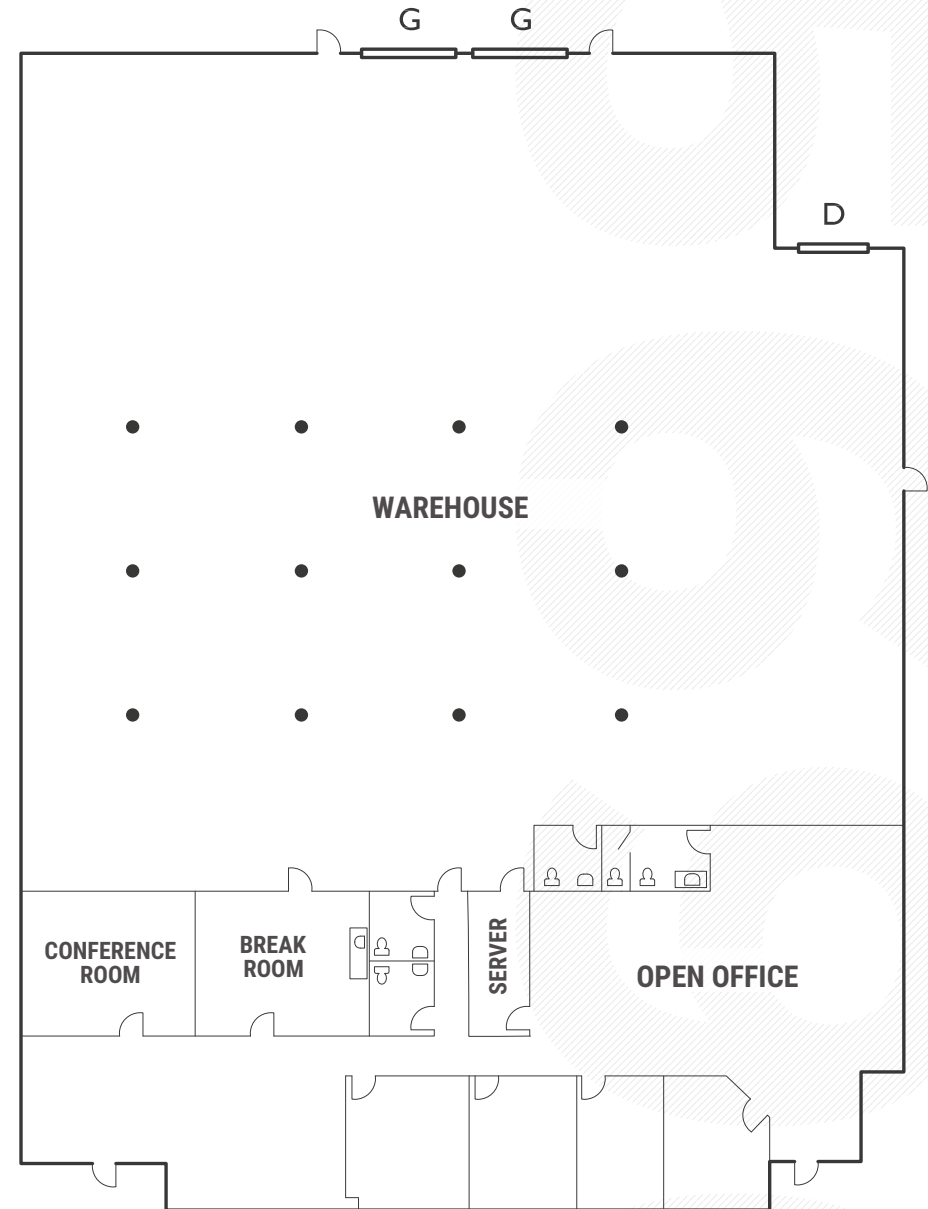 G G
D
WAREHOUSE
CONFERENCE
ROOM
BREAK
ROOM
SERVER
OPEN OFFICE